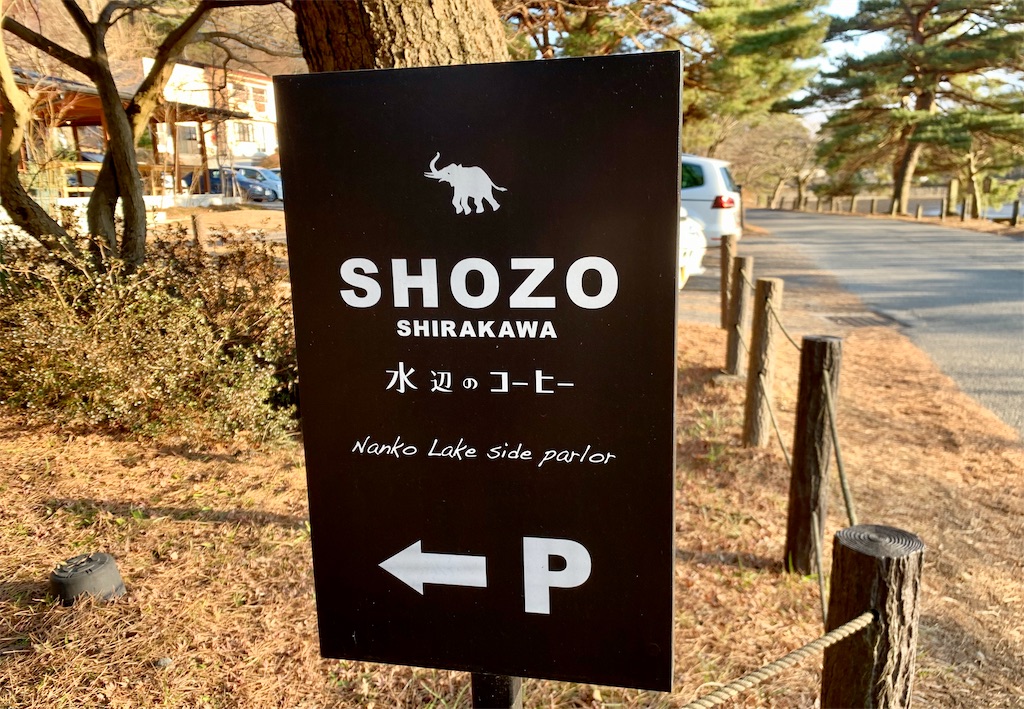 SHOZO
SHIRAKAWA
水辺のコーヒー
Nanko Lake side parlor
P